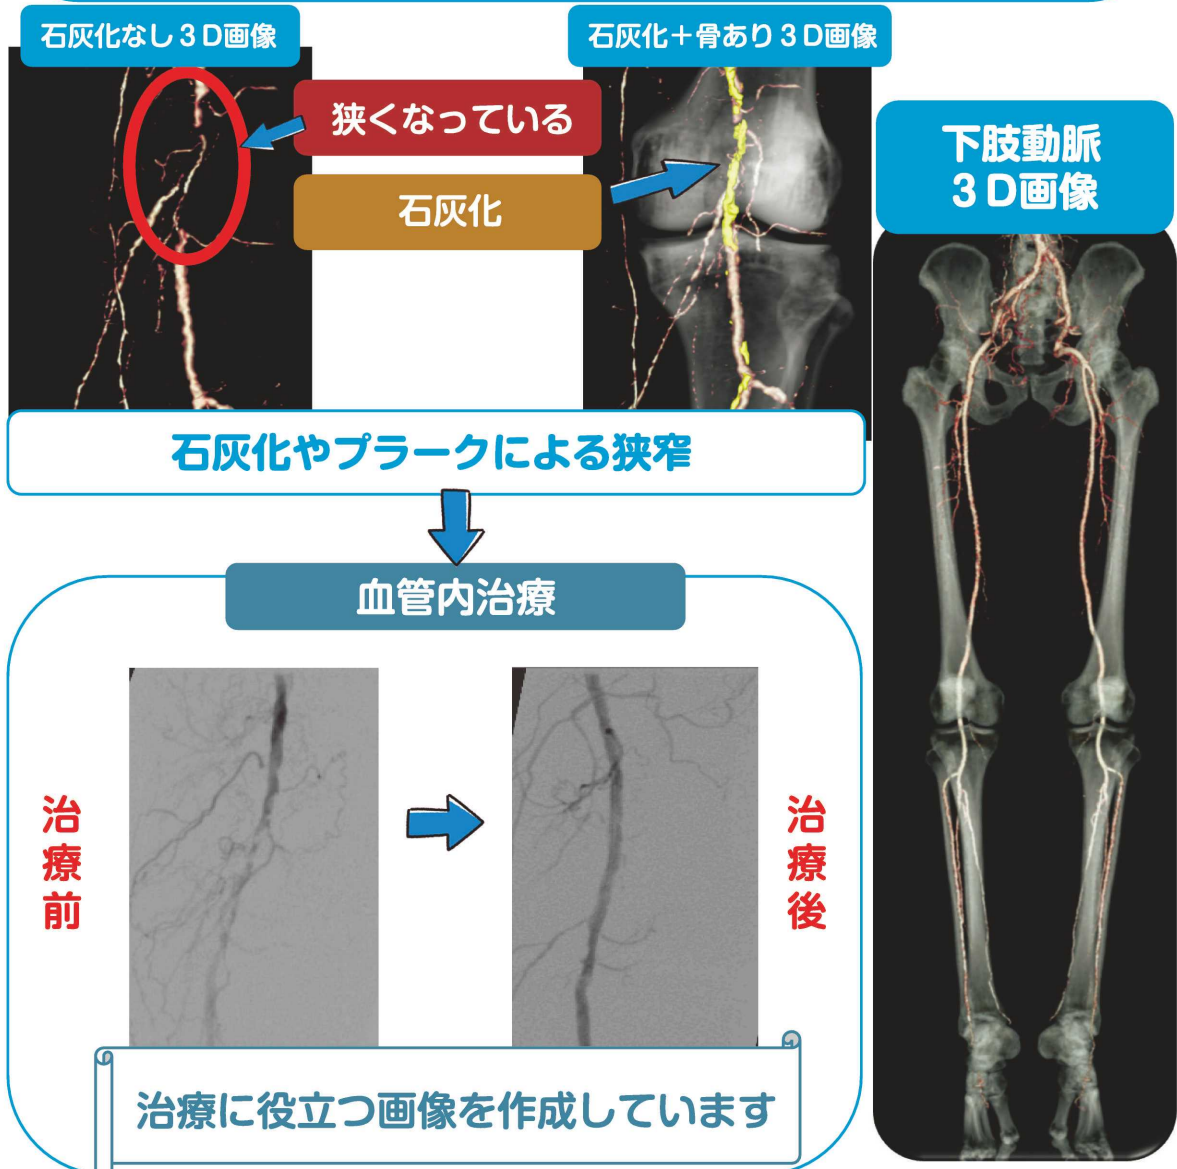 石灰化なし３Ｄ画像
石灰化＋骨あり３Ｄ画像
狭くなっている
石灰化
下肢動脈
３Ｄ画像
石灰化やプラークによる狭窄
血管内治療
治療前
治療後
治療に役立つ画像を作成しています